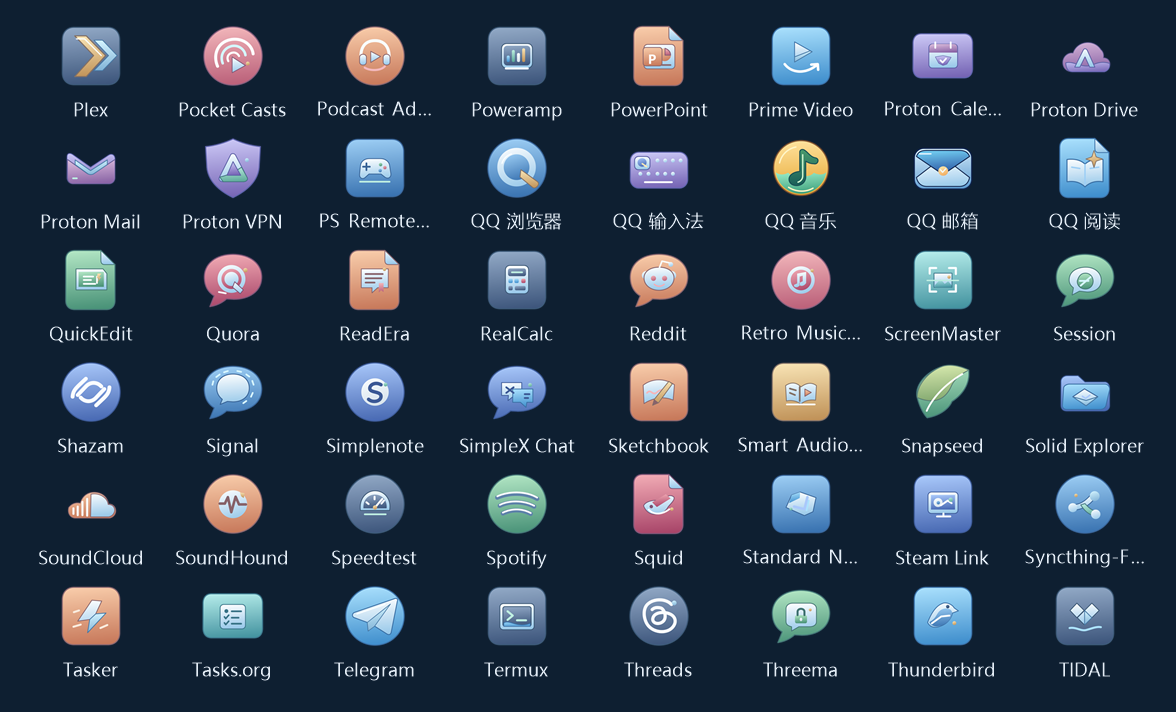 Plex Pocket Casts Podcast Ad... Poweramp PowerPoint Prime Video Proton Cale... Proton Drive
Proton Mail Proton VPN PS Remote... QQ 浏览器 QQ 输入法 QQ 音乐 QQ 邮箱 QQ 阅读
QuickEdit Quora ReadEra RealCalc Reddit Retro Music... ScreenMaster Session
Shazam Signal Simplenote SimpleX Chat Sketchbook Smart Audio... Snapseed Solid Explorer
SoundCloud SoundHound Speedtest Spotify Squid Standard N... Steam Link Syncthing-F...
Tasker Tasks.org Telegram Termux Threads Threema Thunderbird TIDAL